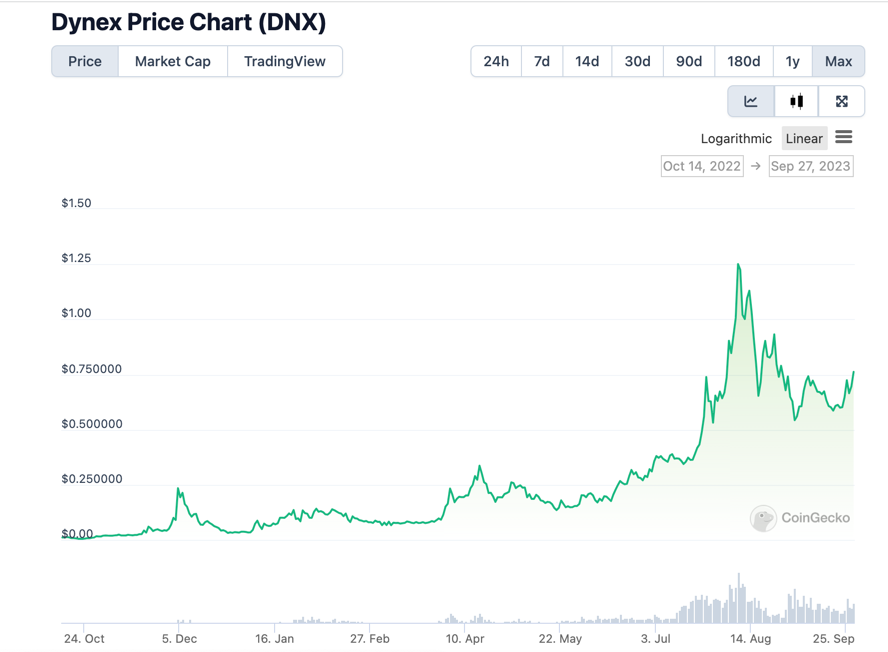 Dynex Price Chart (DNX)
Price Market Cap TradingView 24h 7d 14d 30d 90d 180d 1y Max
Logarithmic Linear
Oct 14, 2022 → Sep 27, 2023
$1.50
$1.25
$1.00
$0.750000
$0.500000
$0.250000
CoinGecko
$0.00
24. Oct 5. Dec 16. Jan 27. Feb 10. Apr 22. May 3. Jul 14. Aug 25. Sep